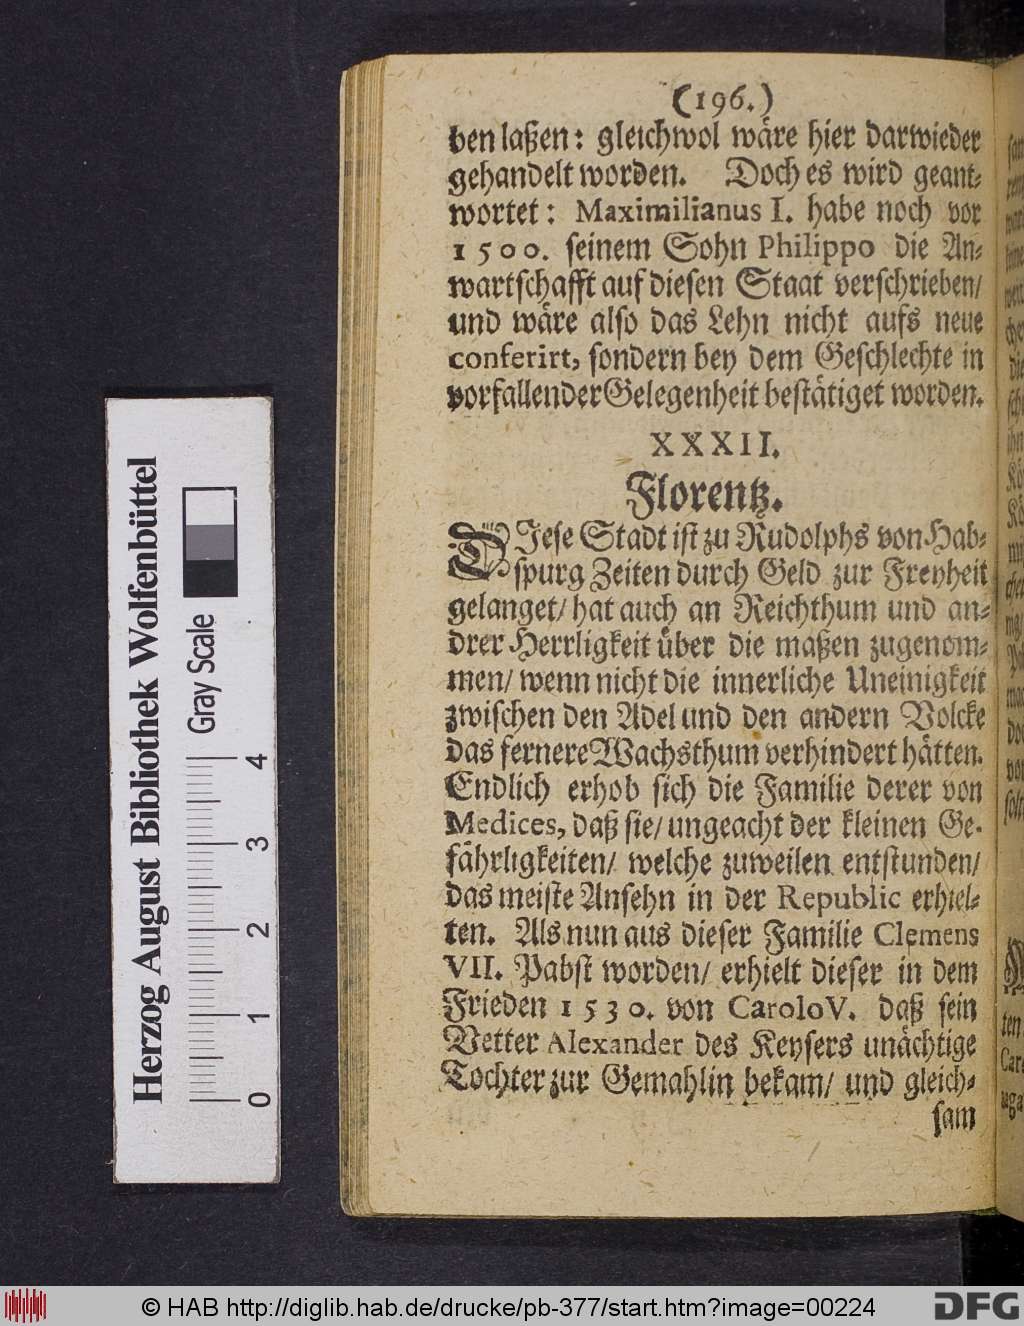 (196.)
ben laßen: gleichwol wäre hier darwieder
gehandelt worden. Doch es wird geant-
wortet: Maximilianus I. habe noch vor
1500. seinem Sohn Philippo die An-
wartschafft auf diesen Staat verschrieben/
und wäre also das Lehn nicht aufs neue
conferirt, sondern bey dem Geschlechte in
vorfallender Gelegenheit bestätiget worden.
XXXII.
Florentz.
DJese Stadt ist zu Rudolphs von Hab-
spurg Zeiten durch Geld zur Freyheit
gelanget/ hat auch an Reichthum und an-
drer Herrligkeit über die maßen zugenom-
men/ wenn nicht die innerliche Uneinigkeit
zwischen den Adel und den andern Volcke
das fernere Wachsthum verhindert hätten.
Endlich erhob sich die Familie derer von
Medices, daß sie/ ungeacht der kleinen Ge-
fährligkeiten/ welche zuweilen entstunden/
das meiste Ansehn in der Republic erhiel-
ten. Als nun aus dieser Familie Clemens
VII. Pabst worden/ erhielt dieser in dem
Frieden 1530. von Carolo V. daß sein
Vetter Alexander des Keysers unächtige
Tochter zur Gemahlin bekam/ und gleich-
sam
Herzog August Bibliothek Wolfenbüttel
Gray Scale
0 1 2 3 4
© HAB http://diglib.hab.de/drucke/pb-377/start.htm?image=00224
DFG